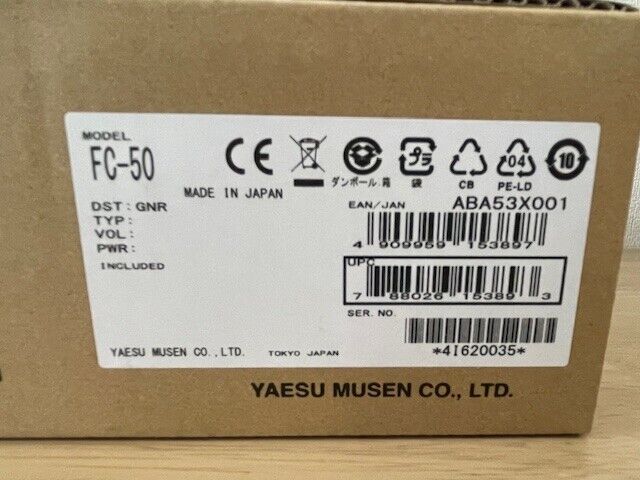 MODEL
FC-50
CE
ダンボール.箱
プラ
袋
CB
04
PE-LD
10
MADE IN JAPAN
DST : GNR
TYP :
VOL :
PWR :
INCLUDED
EAN/JAN
ABA53X001
4 909959 153897
UPC
7 88026 15389 3
SER. NO.
*4I620035*
YAESU MUSEN CO.,LTD. TOKYO JAPAN
YAESU MUSEN CO., LTD.